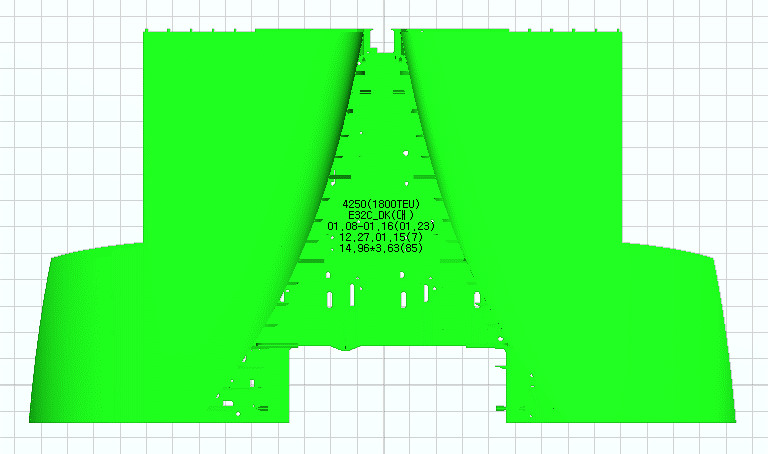 4250(1800TEU)
E32C_DK(대)
01,08-01,16(01,23)
12,27,01,15(7)
14,96+3,63(85)